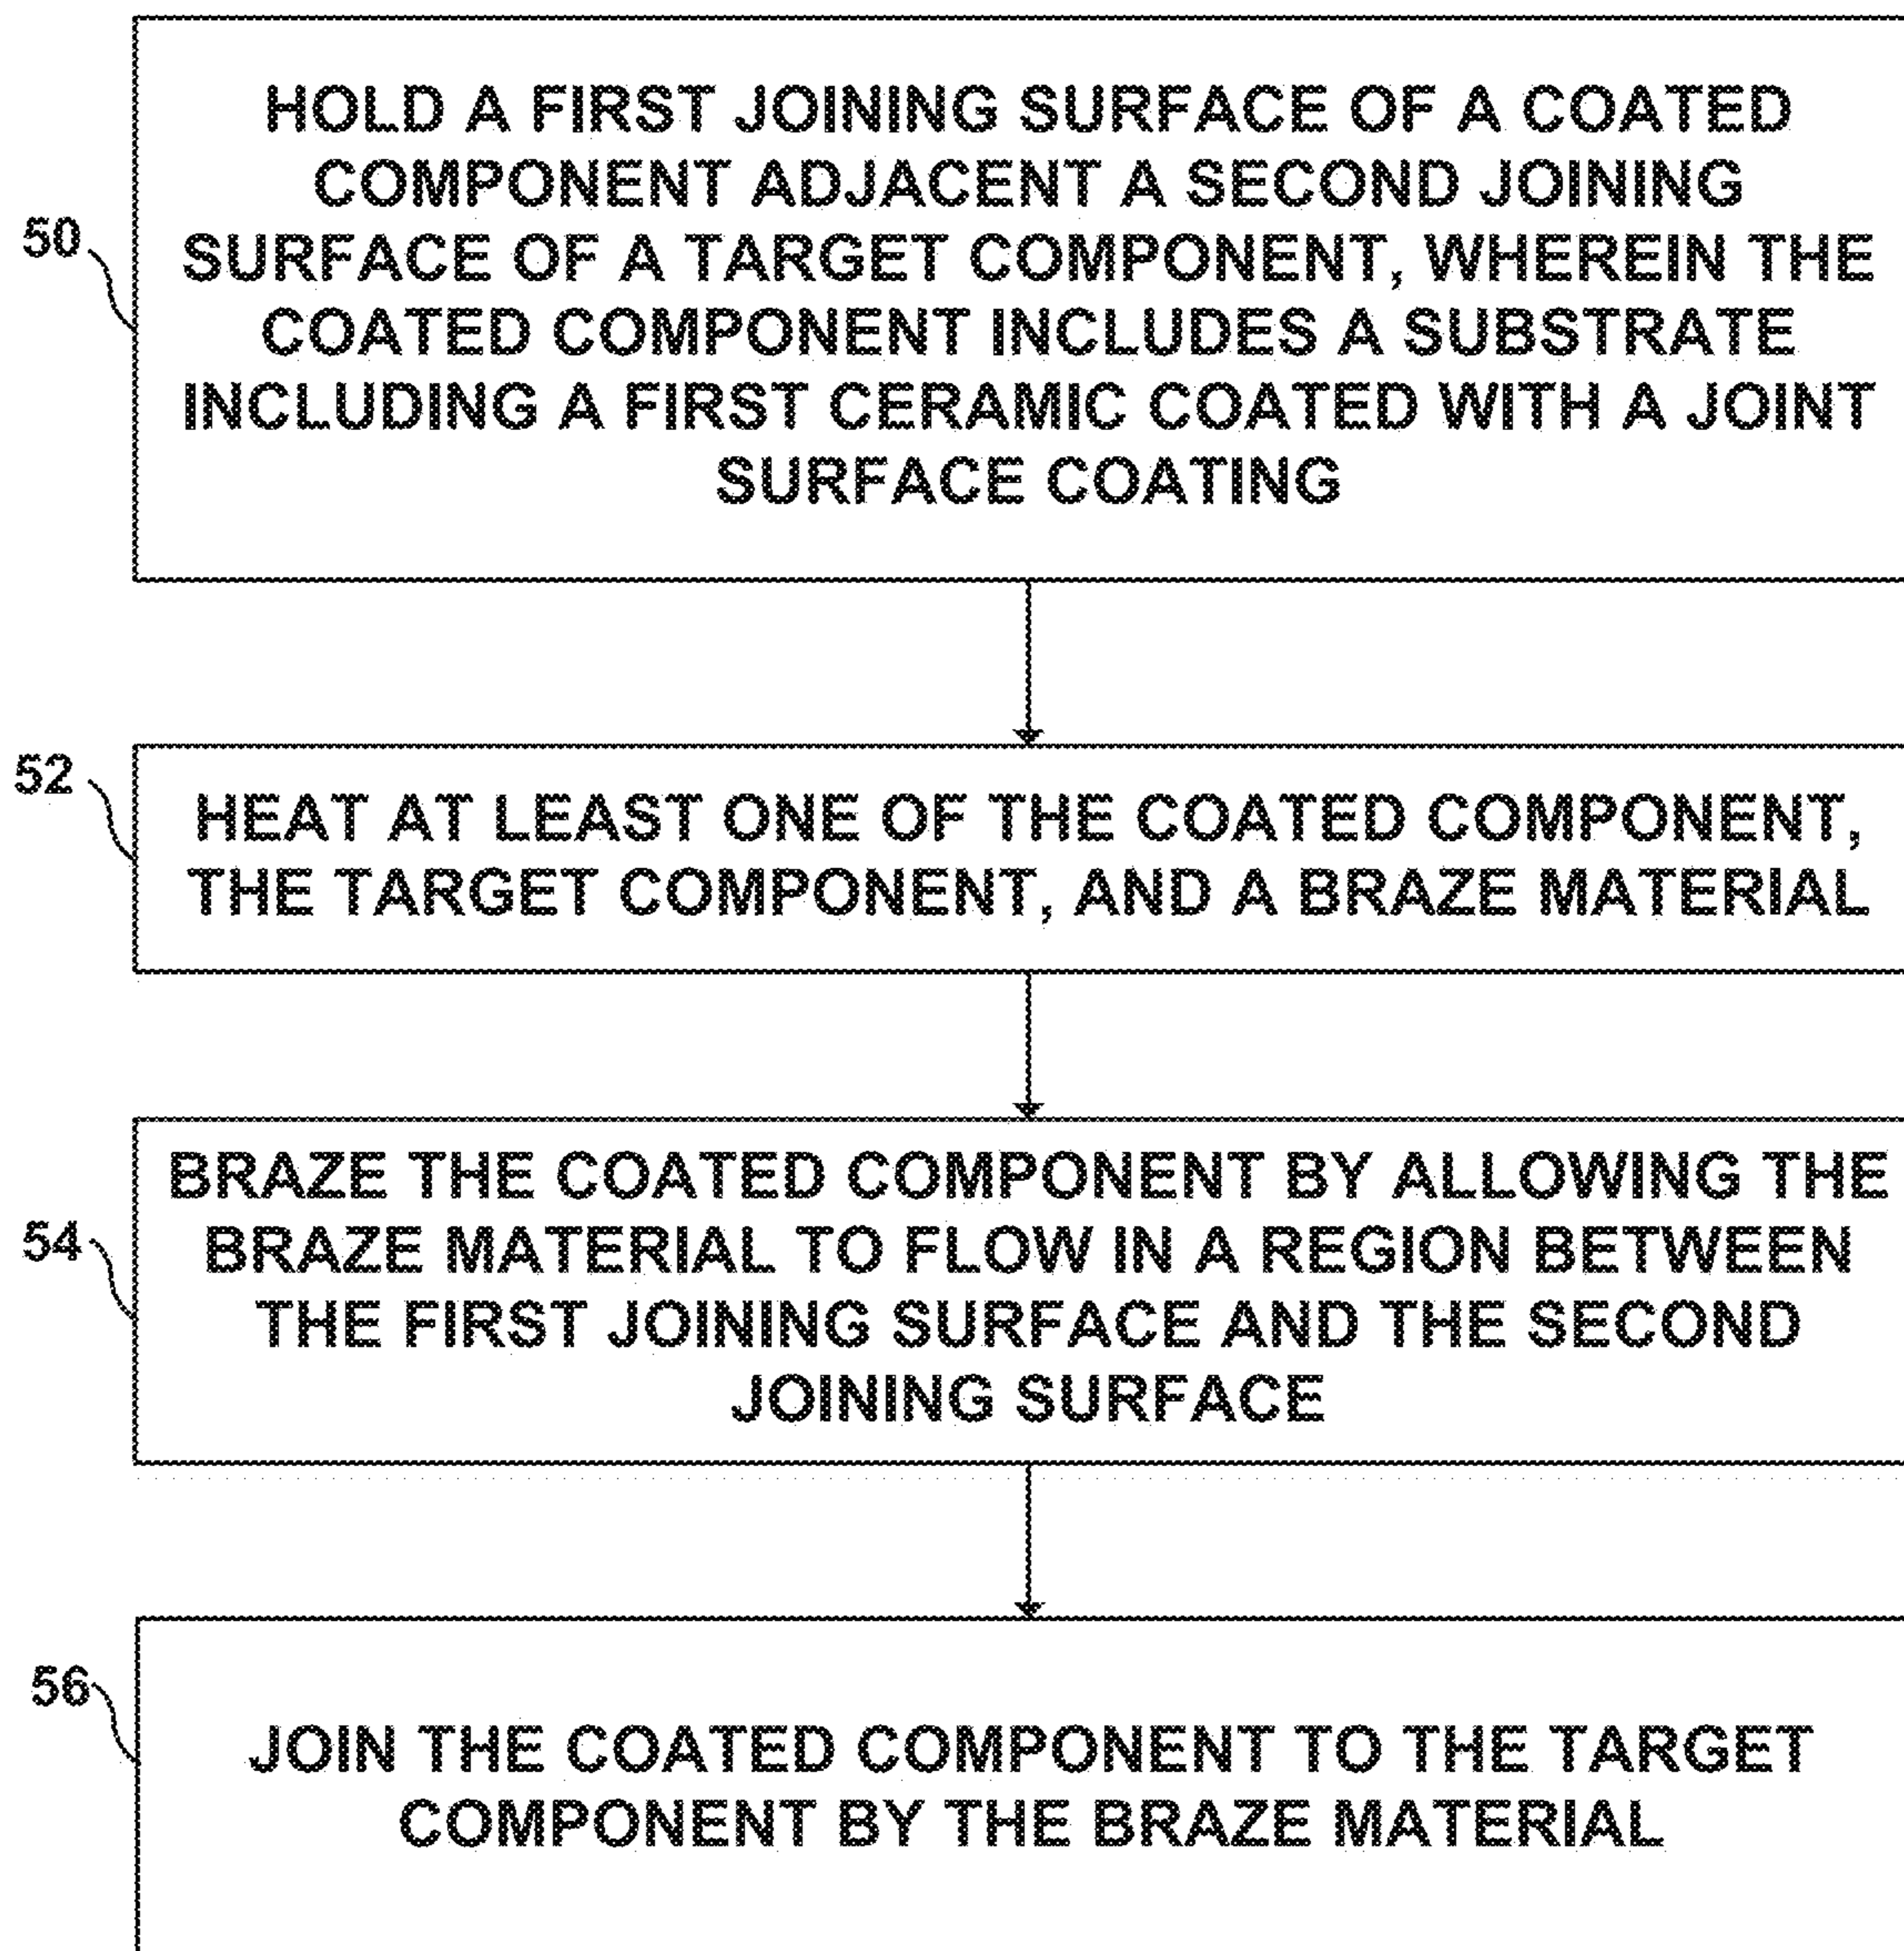 HOLD A FIRST JOINING SURFACE OF A COATED
COMPONENT ADJACENT A SECOND JOINING
50
SURFACE OF A TARGET COMPONENT, WHEREIN THE
COATED COMPONENT INCLUDES A SUBSTRATE
INCLUDING A FIRST CERAMIC COATED WITH A JOINT
SURFACE COATING
52
HEAT AT LEAST ONE OF THE COATED COMPONENT,
THE TARGET COMPONENT, AND A BRAZE MATERIAL
BRAZE THE COATED COMPONENT BY ALLOWING THE
54
BRAZE MATERIAL TO FLOW IN A REGION BETWEEN
THE FIRST JOINING SURFACE AND THE SECOND
JOINING SURFACE
56
JOIN THE COATED COMPONENT TO THE TARGET
COMPONENT BY THE BRAZE MATERIAL